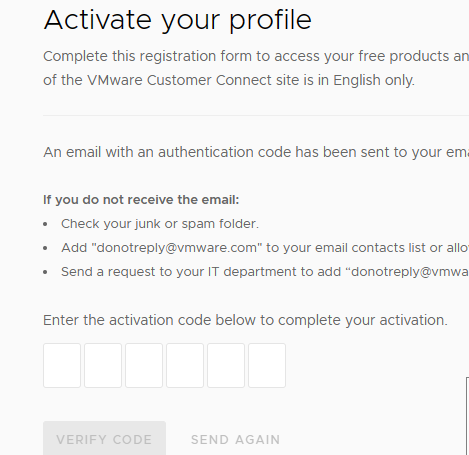 Activate your profile
Complete this registration form to access your free products an
of the VMware Customer Connect site is in English only.
An email with an authentication code has been sent to your ema
If you do not receive the email:
• Check your junk or spam folder.
• Add "donotreply@vmware.com" to your email contacts list or allo
• Send a request to your IT department to add “donotreply@vmwa
Enter the activation code below to complete your activation.
VERIFY CODE SEND AGAIN